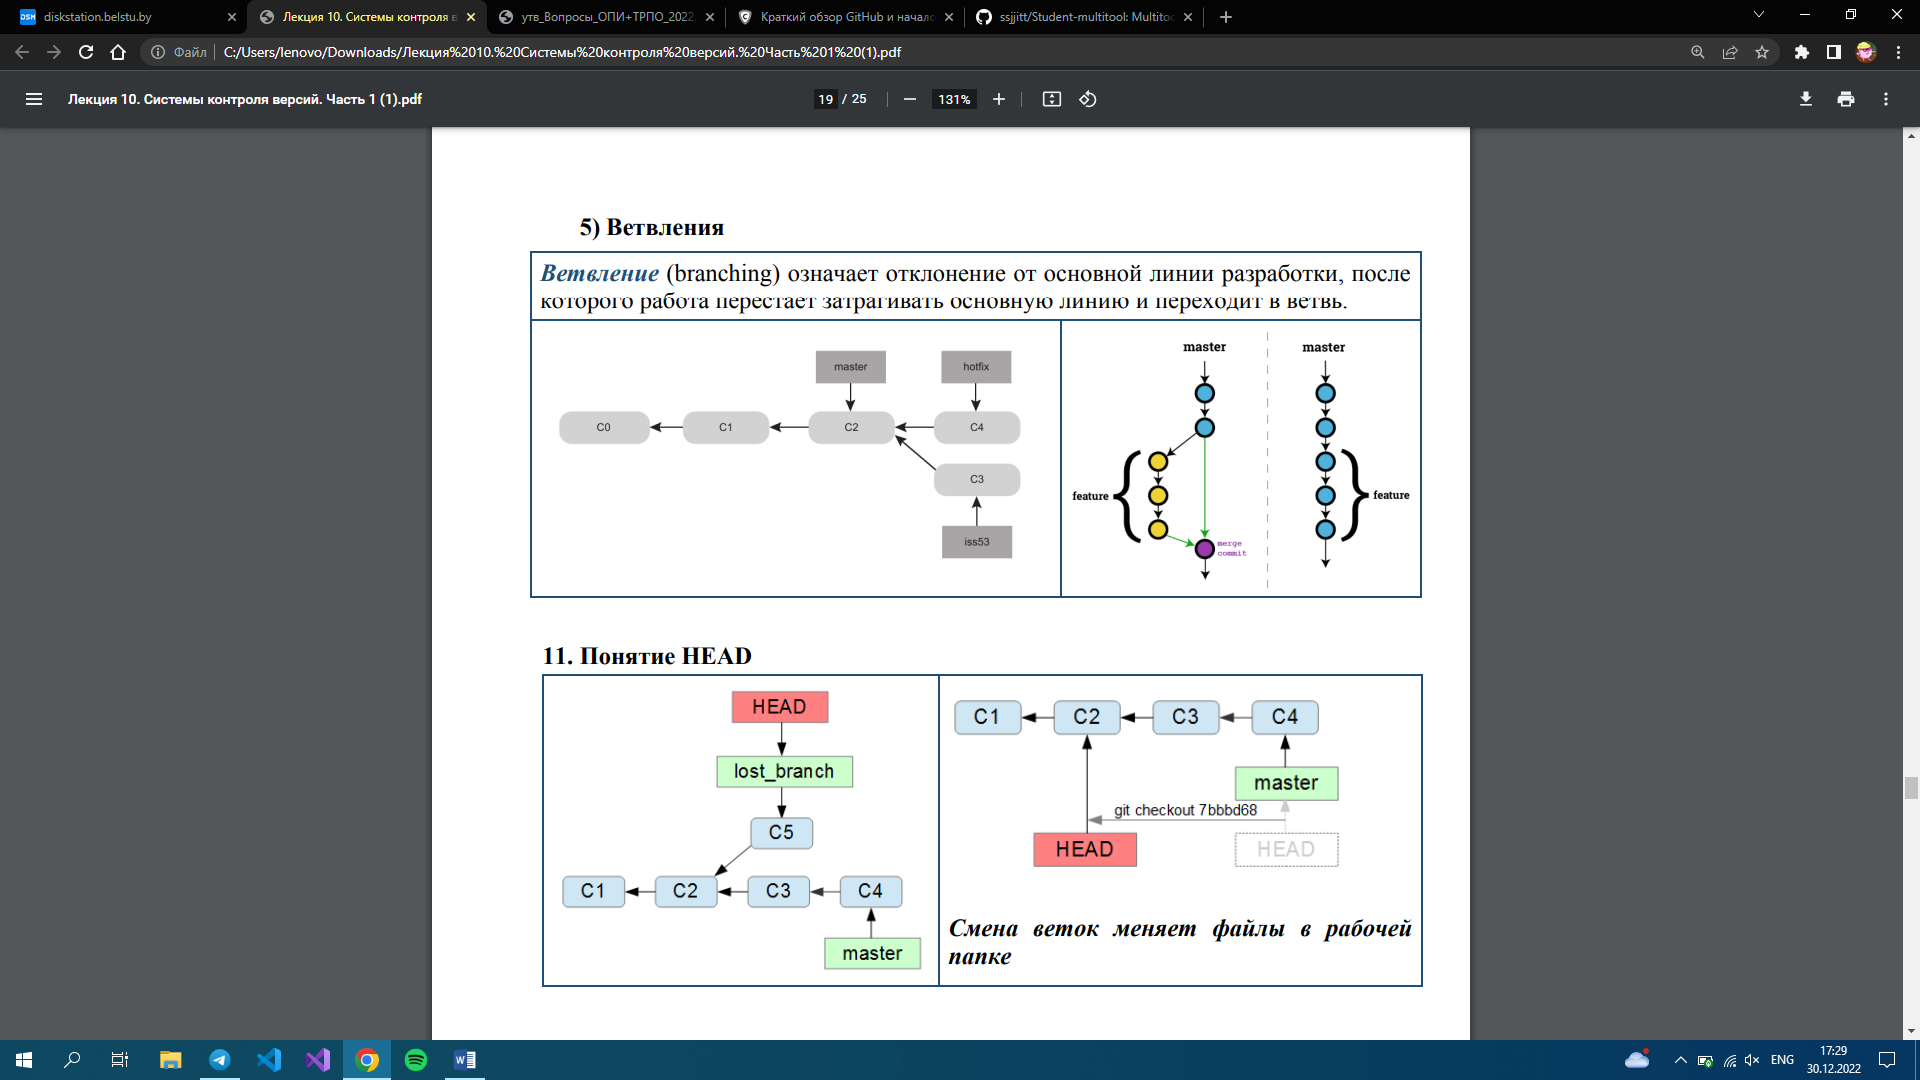 diskstation.belstu.by
Лекция 10. Системы контроля в
утв_Вопросы_ОПИ+ТРПО_2022
Краткий обзор GitHub и начало
ssjjitt/Student-multitool: Multitoo
Файл
C:/Users/lenovo/Downloads/Лекция%2010.%20Системы%20контроля%20версий.%20Часть%201%20(1).pdf
Лекция 10. Системы контроля версий. Часть 1 (1).pdf
19 / 25
131%
5) Ветвления
Ветвление (branching) означает отклонение от основной линии разработки, после
которого работа перестает затрагивать основную линию и переходит в ветвь.
master
hotfix
C0
C1
C2
C4
C3
iss53
master
master
feature
feature
merge
commit
11. Понятие HEAD
HEAD
lost_branch
C5
C1
C2
C3
C4
master
C1
C2
C3
C4
master
git checkout 7bbbd68
HEAD
HEAD
Смена веток меняет файлы в рабочей
папке
ENG
17:29
30.12.2022